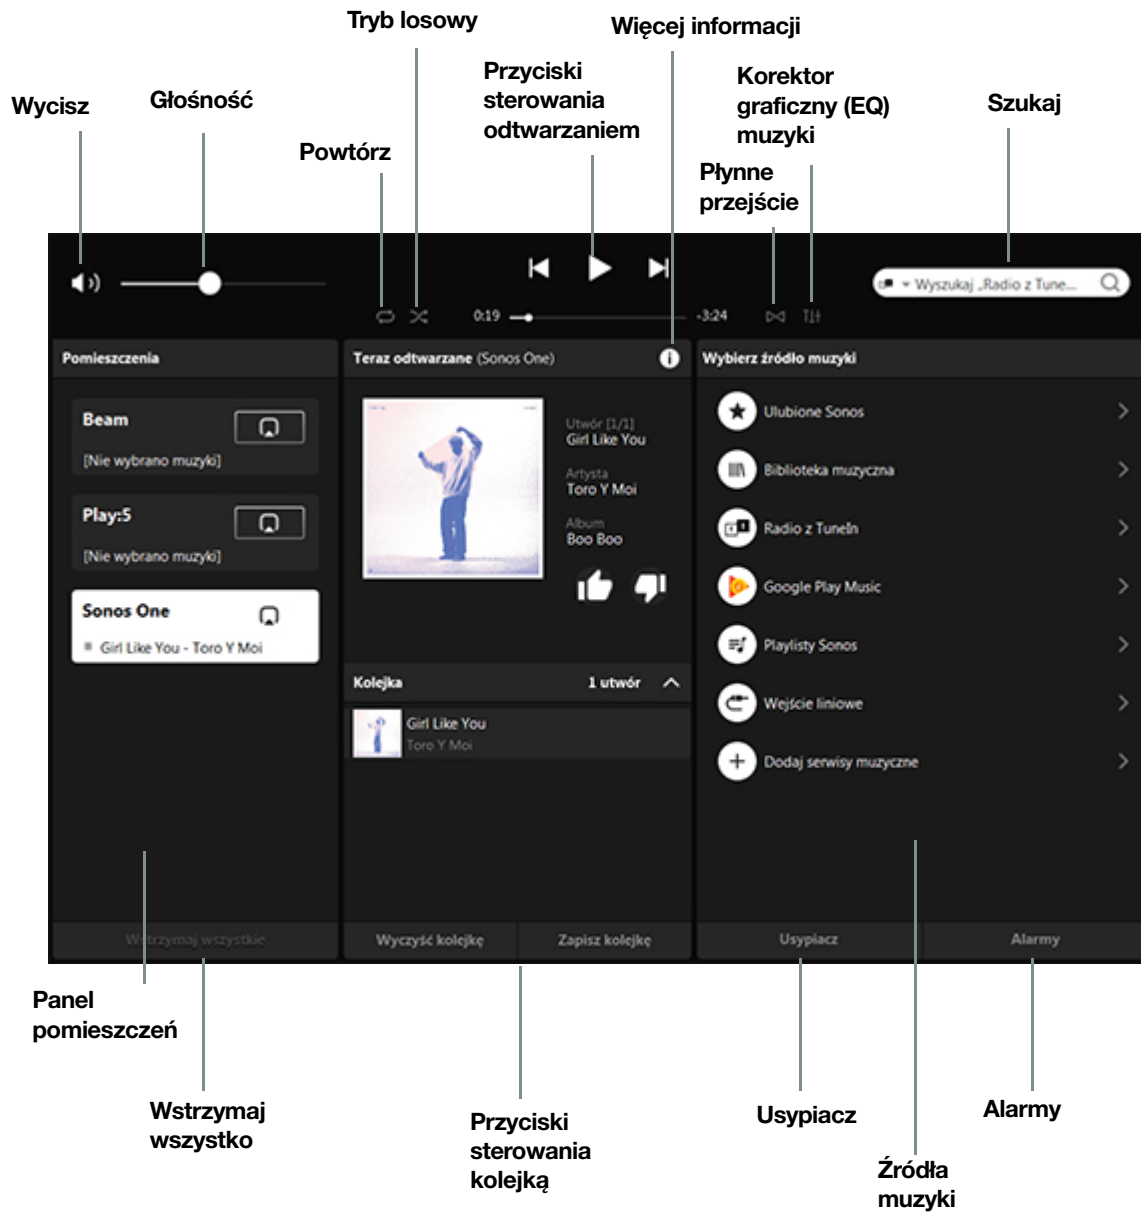 Tryb losowy
Więcej informacji
Przyciski
sterowania
odtwarzaniem
Korektor
graficzny (EQ)
muzyki
Wycisz
Głośność
Szukaj
Powtórz
Płynne
przejście
Wyszukaj „Radio z Tune...
0:19
-3:24
Pomieszczenia
Beam
[Nie wybrano muzyki]
Play:5
[Nie wybrano muzyki]
Sonos One
Girl Like You - Toro Y Moi
Wstrzymaj wszystkie
Teraz odtwarzane (Sonos One)
Utwór [1/1]
Girl Like You
Artysta
Toro Y Moi
Album
Boo Boo
Kolejka
1 utwór
Girl Like You
Toro Y Moi
Wyczyść kolejkę
Zapisz kolejkę
Wybierz źródło muzyki
Ulubione Sonos
Biblioteka muzyczna
Radio z TuneIn
Google Play Music
Playlisty Sonos
Wejście liniowe
Dodaj serwisy muzyczne
Usypiacz
Alarmy
Panel
pomieszczeń
Wstrzymaj
wszystko
Przyciski
sterowania
kolejką
Usypiacz
Alarmy
Źródła
muzyki